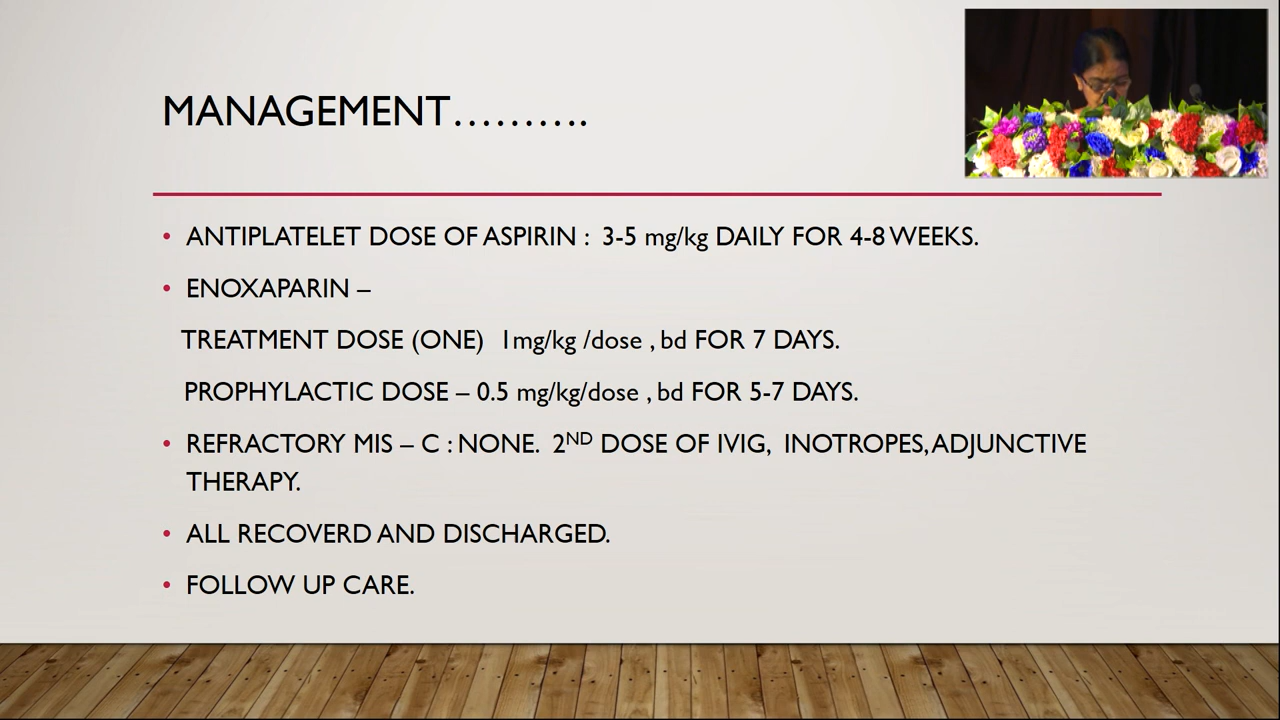 MANAGEMENT..........
• ANTIPLATELET DOSE OF ASPIRIN : 3-5 mg/kg DAILY FOR 4-8 WEEKS.
• ENOXAPARIN –
TREATMENT DOSE (ONE) 1mg/kg /dose , bd FOR 7 DAYS.
PROPHYLACTIC DOSE – 0.5 mg/kg/dose , bd FOR 5-7 DAYS.
• REFRACTORY MIS – C : NONE. 2ND DOSE OF IVIG, INOTROPES, ADJUNCTIVE
THERAPY.
• ALL RECOVERD AND DISCHARGED.
• FOLLOW UP CARE.